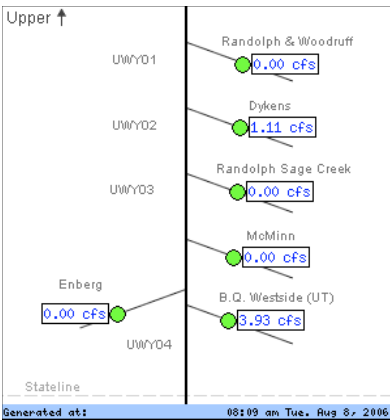 Upper
Randolph & Woodruff
UWY01
0.00 cfs
Dykens
UWY02
1.11 cfs
Randolph Sage Creek
UWY03
0.00 cfs
McMinn
0.00 cfs
Enberg
0.00 cfs
B.Q. Westside (UT)
3.93 cfs
UWY04
Stateline
Generated at: 08:09 am Tue. Aug 8, 2006